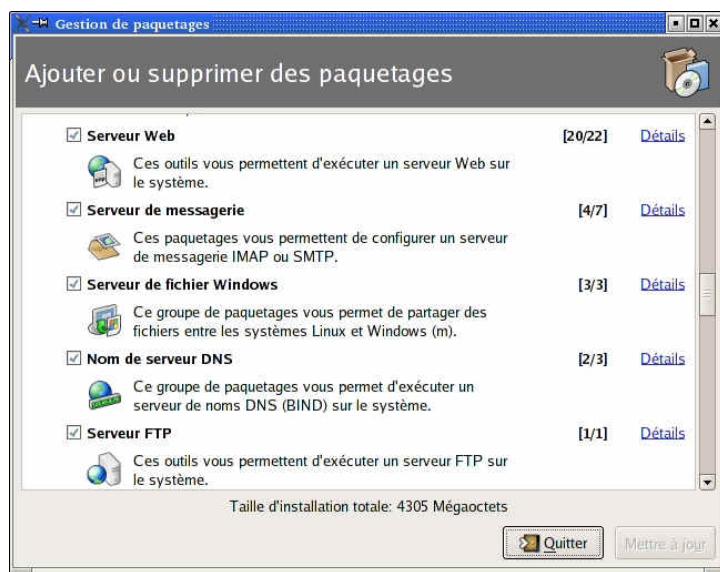 Gestion de paquetages
Ajouter ou supprimer des paquetages
Serveur Web [20/22] Détails
Ces outils vous permettent d'exécuter un serveur Web sur
le système.
Serveur de messagerie [4/7] Détails
Ces paquetages vous permettent de configurer un serveur
de messagerie IMAP ou SMTP.
Serveur de fichier Windows [3/3] Détails
Ce groupe de paquetages vous permet de partager des
fichiers entre les systèmes Linux et Windows (m).
Nom de serveur DNS [2/3] Détails
Ce groupe de paquetages vous permet d'exécuter un
serveur de noms DNS (BIND) sur le système.
Serveur FTP [1/1] Détails
Ces outils vous permettent d'exécuter un serveur FTP sur
le système.
Taille d'installation totale: 4305 Mégaoctets
Quitter Mettre à jour